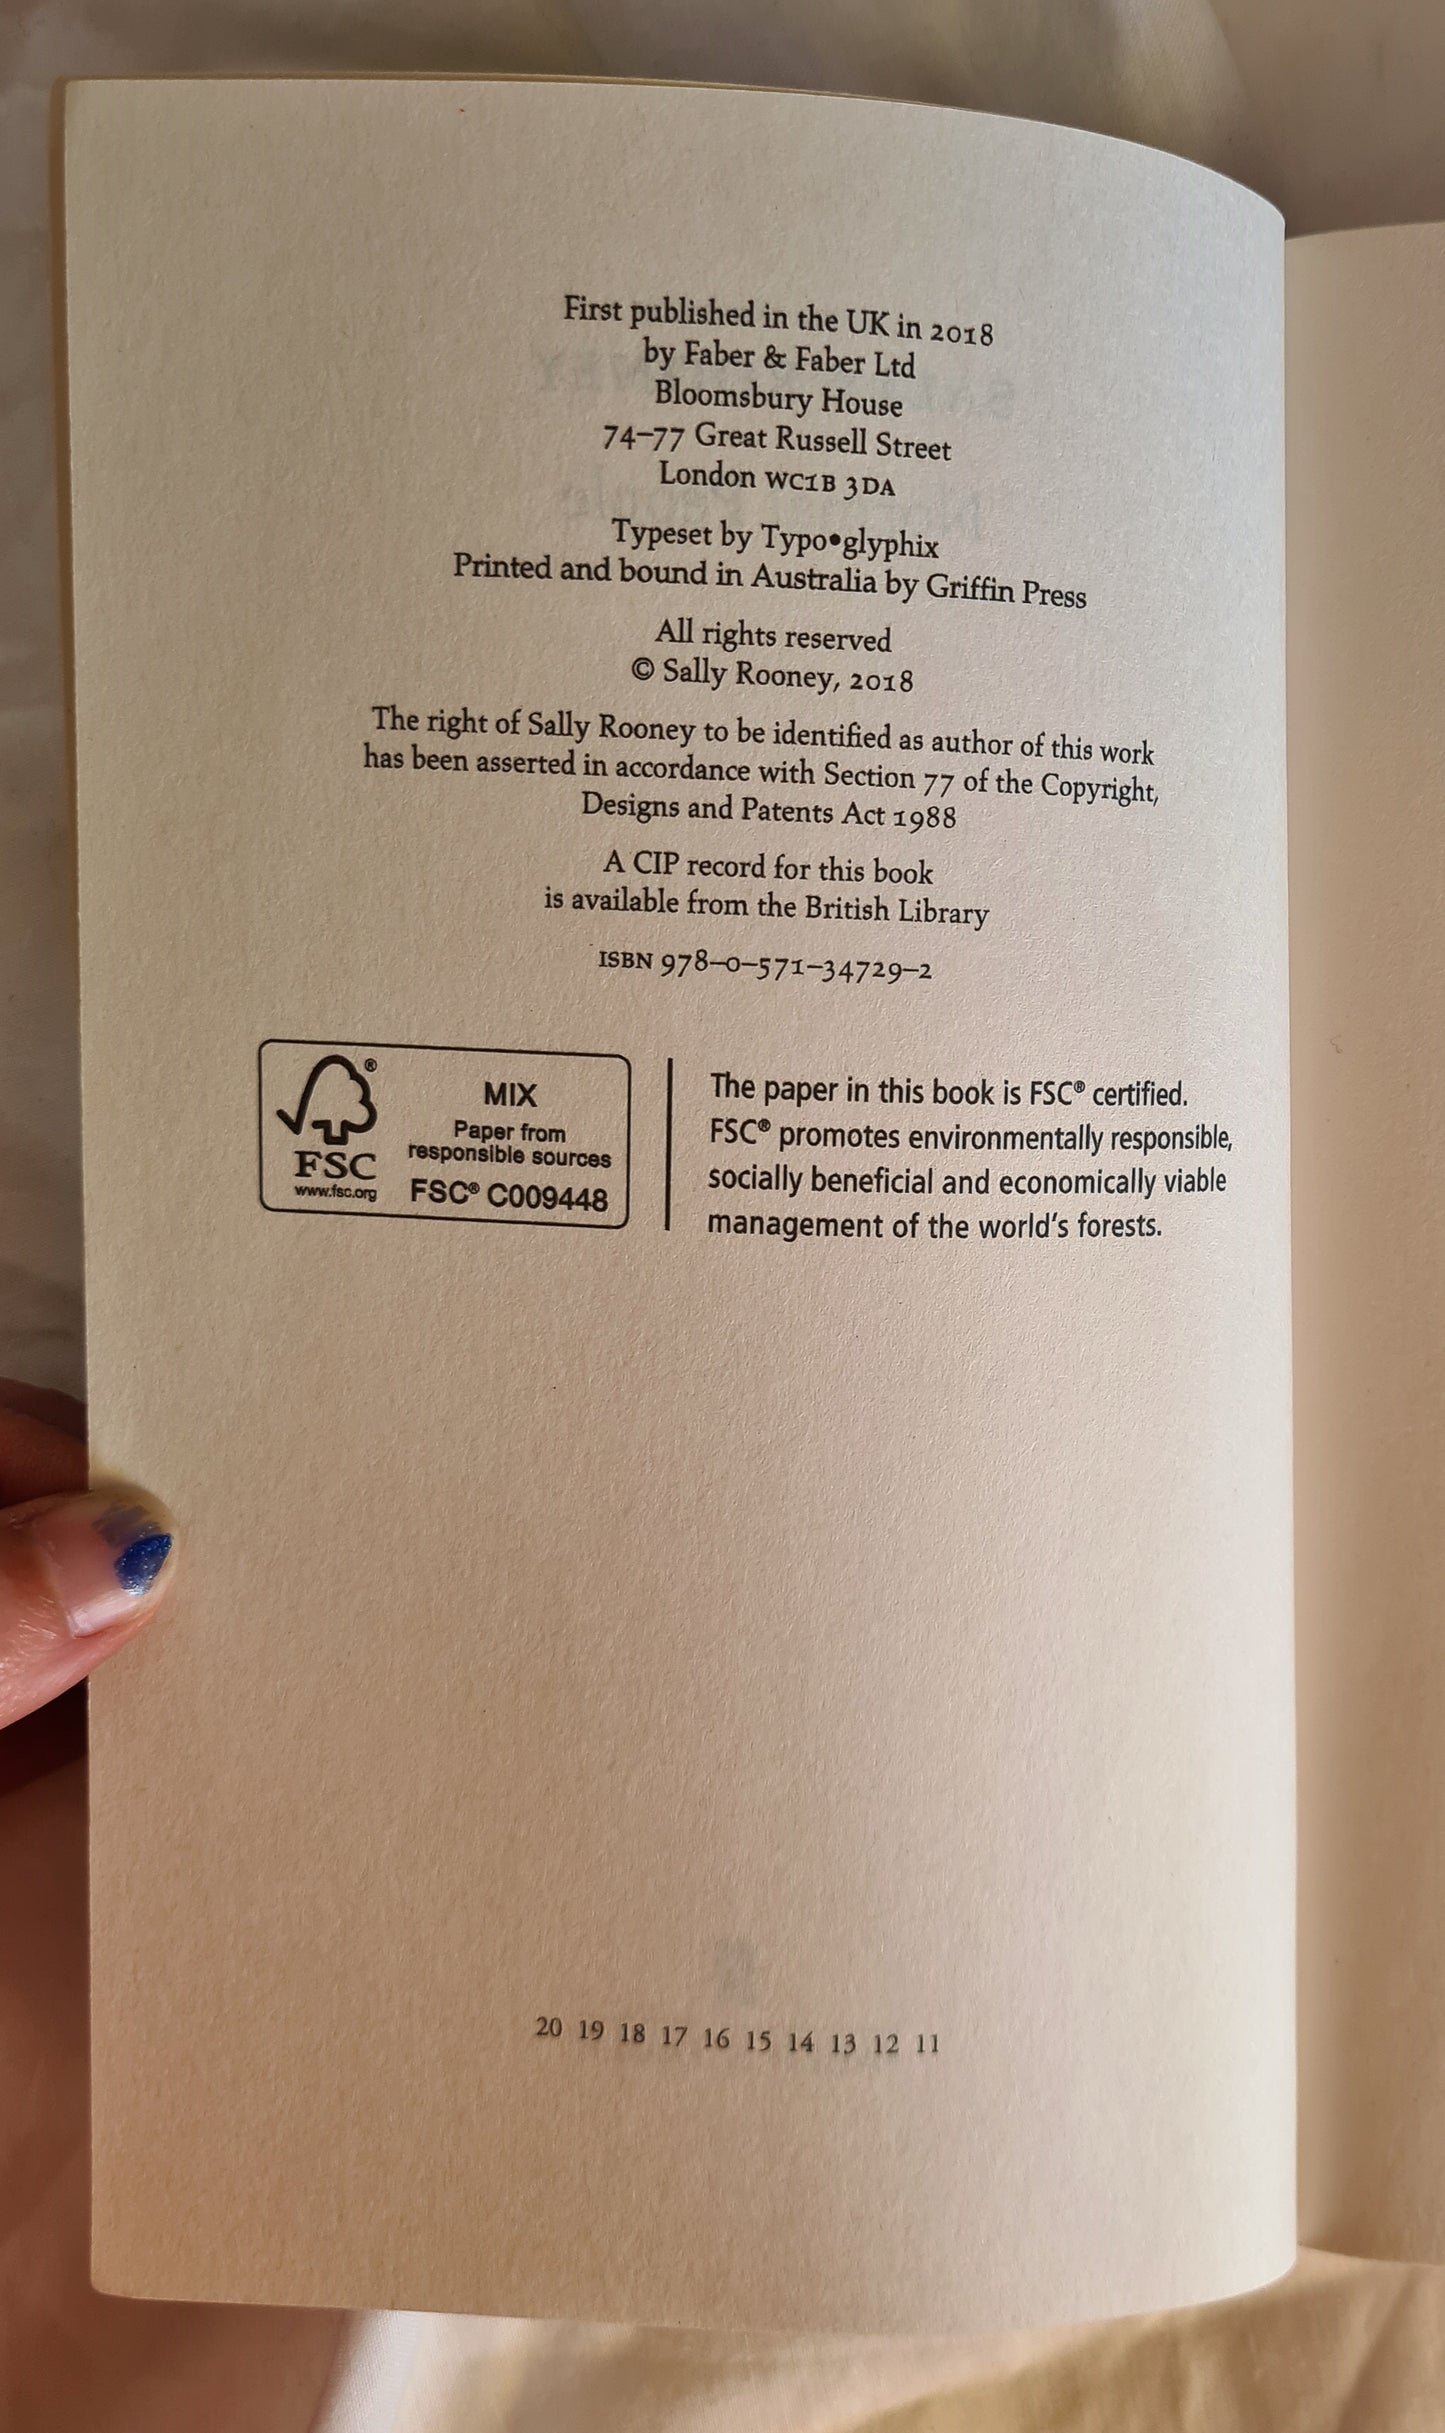 First published in the UK in 2018
by Faber & Faber Ltd
Bloomsbury House
74–77 Great Russell Street
London WC1B 3DA
Typeset by Typo•glyphix
Printed and bound in Australia by Griffin Press
All rights reserved
© Sally Rooney, 2018
The right of Sally Rooney to be identified as author of this work
has been asserted in accordance with Section 77 of the Copyright,
Designs and Patents Act 1988
A CIP record for this book
is available from the British Library
ISBN 978–0–571–34729–2
®
FSC
www.fsc.org
MIX
Paper from
responsible sources
FSC® C009448
The paper in this book is FSC® certified.
FSC® promotes environmentally responsible,
socially beneficial and economically viable
management of the world's forests.
20 19 18 17 16 15 14 13 12 11